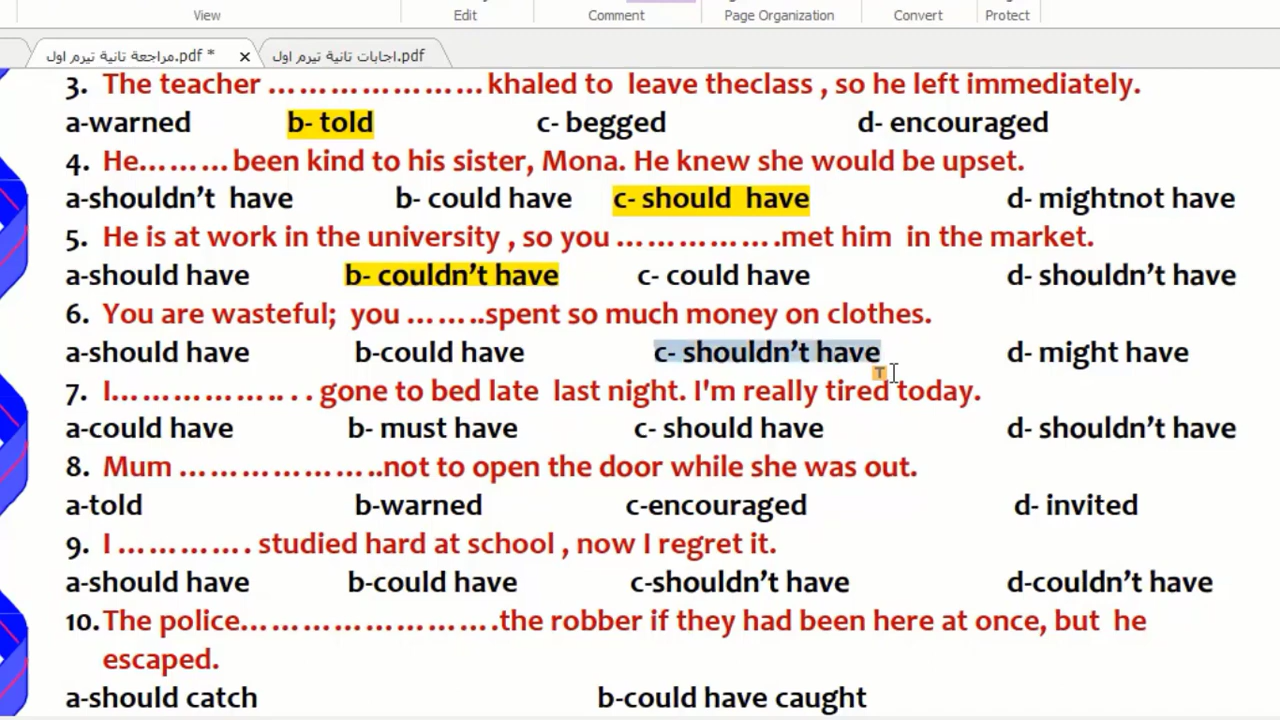 View Edit Comment Page Organization Convert Protect
مراجعة تانية تيرم اول.pdf * اجابات تانية تيرم اول.pdf
3. The teacher ………………… khaled to leave theclass , so he left immediately.
a-warned b- told c- begged d- encouraged
4. He……… been kind to his sister, Mona. He knew she would be upset.
a-shouldn’t have b- could have c- should have d- mightnot have
5. He is at work in the university , so you …………….met him in the market.
a-should have b- couldn’t have c- could have d- shouldn’t have
6. You are wasteful; you ……..spent so much money on clothes.
a-should have b-could have c- shouldn’t have d- might have
7. I…………….. . . gone to bed late last night. I'm really tired today.
a-could have b- must have c- should have d- shouldn’t have
8. Mum ………………..not to open the door while she was out.
a-told b-warned c-encouraged d- invited
9. I …………. studied hard at school , now I regret it.
a-should have b-could have c-shouldn’t have d-couldn’t have
10. The police…………………….the robber if they had been here at once, but he
escaped.
a-should catch b-could have caught